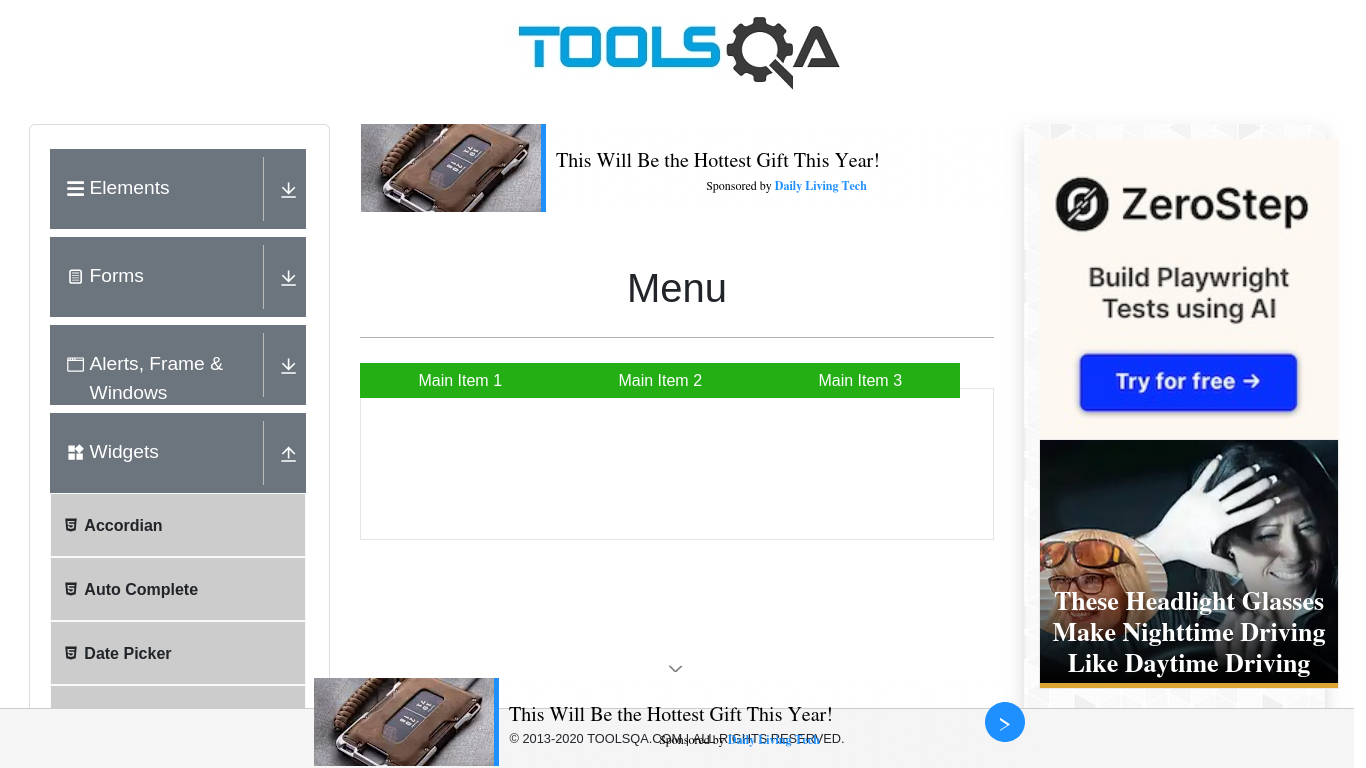 TOOLSQA
Elements
Forms
Alerts, Frame &
Windows
Widgets
Accordian
Auto Complete
Date Picker
This Will Be the Hottest Gift This Year!
Sponsored by Daily Living Tech
Menu
Main Item 1
Main Item 2
Main Item 3
ZeroStep
Build Playwright
Tests using AI
Try for free →
These Headlight Glasses
Make Nighttime Driving
Like Daytime Driving
This Will Be the Hottest Gift This Year!
Sponsored by Daily Living Tech
© 2013-2020 TOOLSQA.COM | ALL RIGHTS RESERVED.